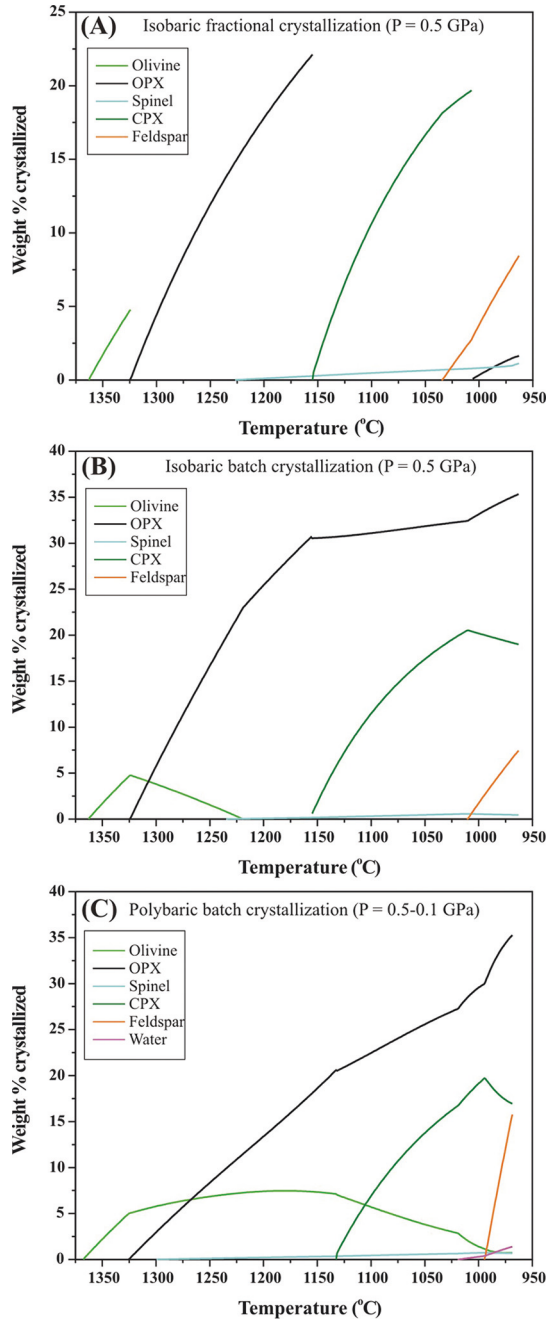 (A) Isobaric fractional crystallization (P = 0.5 GPa)
Olivine
OPX
Spinel
CPX
Feldspar
Weight % crystallized
25
20
15
10
5
0
1350 1300 1250 1200 1150 1100 1050 1000 950
Temperature (°C)
(B) Isobaric batch crystallization (P = 0.5 GPa)
Olivine
OPX
Spinel
CPX
Feldspar
Weight % crystallized
40
35
30
25
20
15
10
5
0
1350 1300 1250 1200 1150 1100 1050 1000 950
Temperature (°C)
(C) Polybaric batch crystallization (P = 0.5-0.1 GPa)
Olivine
OPX
Spinel
CPX
Feldspar
Water
Weight % crystallized
40
35
30
25
20
15
10
5
0
1350 1300 1250 1200 1150 1100 1050 1000 950
Temperature (°C)